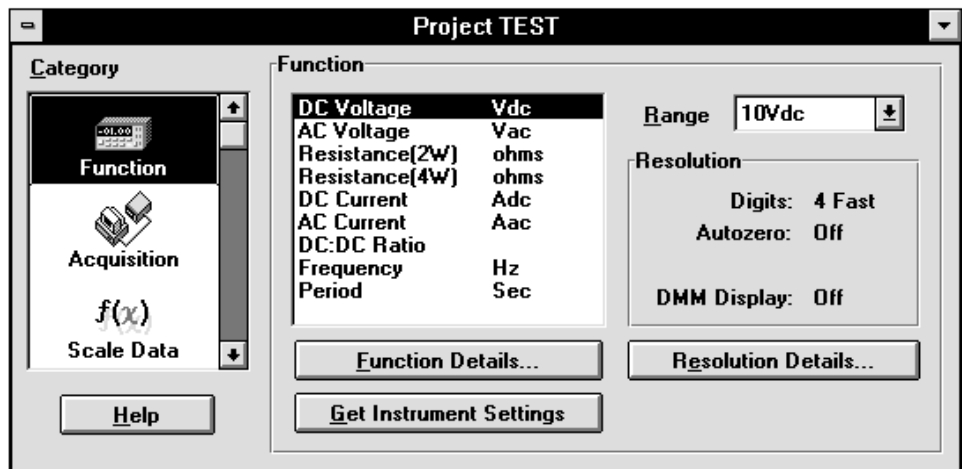 Project TEST
Category
-01.00
Function
Acquisition
f(x)
Scale Data
Help
Function
DC Voltage Vdc
AC Voltage Vac
Resistance(2W) ohms
Resistance(4W) ohms
DC Current Adc
AC Current Aac
DC:DC Ratio
Frequency Hz
Period Sec
Function Details...
Get Instrument Settings
Range 10Vdc
Resolution
Digits: 4 Fast
Autozero: Off
DMM Display: Off
Resolution Details...